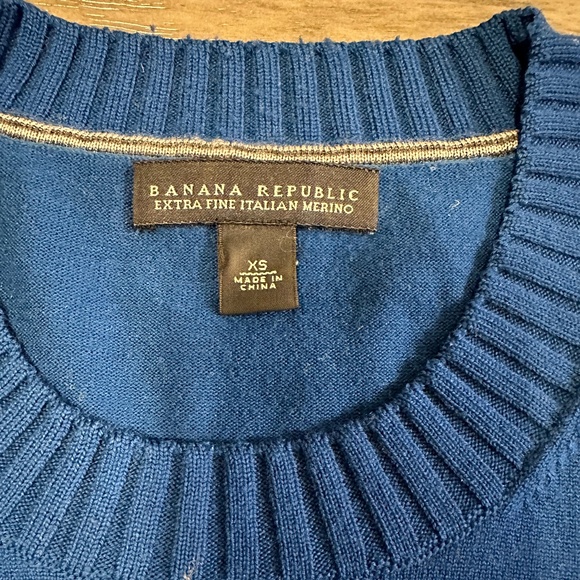 BANANA REPUBLIC
EXTRA FINE ITALIAN MERINO
XS
MADE IN
CHINA